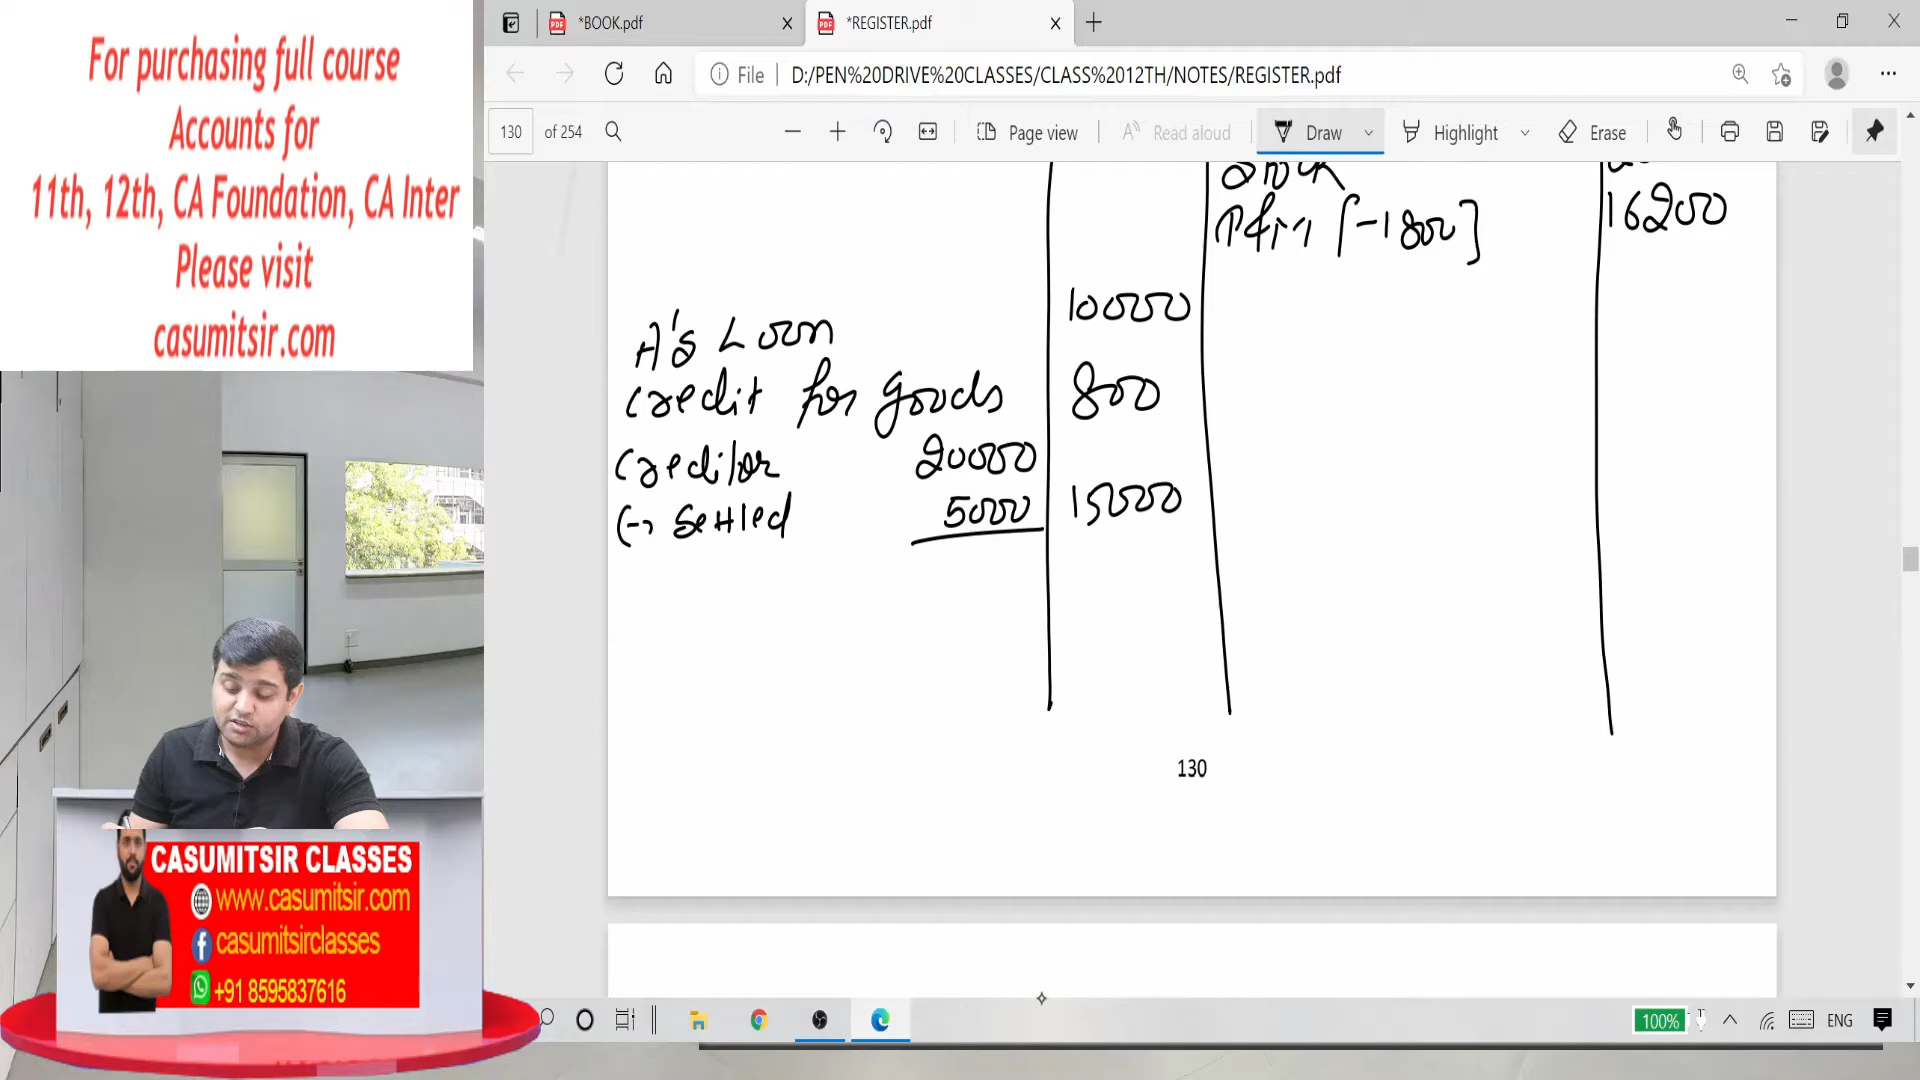 For purchasing full course
Accounts for
11th, 12th, CA Foundation, CA Inter
Please visit
casumitsir.com
*BOOK.pdf
*REGISTER.pdf
File
D:/PEN%20DRIVE%20CLASSES/CLASS%2012TH/NOTES/REGISTER.pdf
130 of 254
Page view
Read aloud
Draw
Highlight
Erase
Stock
P&M [-1800] 16200
A's Loan 10000
credit for goods 800
creditor 20000
(-) Settled 5000 15000
130
CASUMITSIR CLASSES
www.casumitsir.com
casumitsirclasses
+91 8595837616
100%
ENG